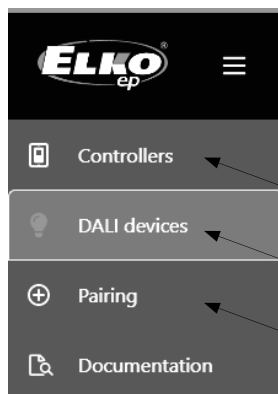 ELKO®
ep
Controllers
DALI devices
Pairing
Documentation